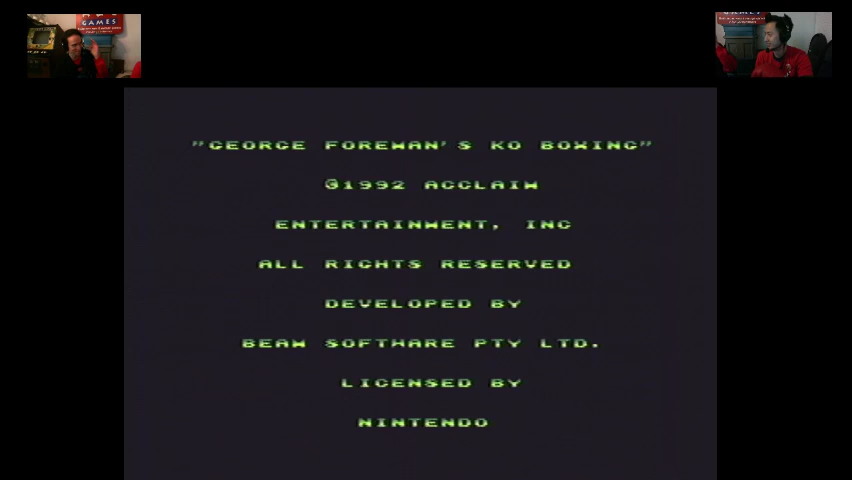 GAMES
"GEORGE FOREMAN'S KO BOXING"
©1992 ACCLAIM
ENTERTAINMENT, INC
ALL RIGHTS RESERVED
DEVELOPED BY
BEAM SOFTWARE PTY LTD.
LICENSED BY
NINTENDO